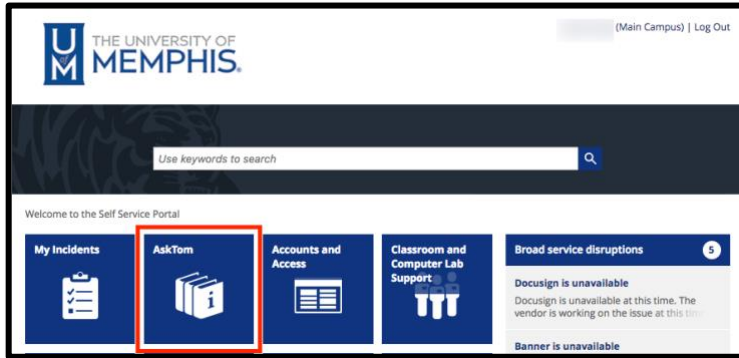 (Main Campus) | Log Out
U
of
M
THE UNIVERSITY OF
MEMPHIS.
Use keywords to search
Welcome to the Self Service Portal
My Incidents
AskTom
i
Accounts and
Access
Classroom and
Computer Lab
Support
Broad service disruptions
5
Docusign is unavailable
Docusign is unavailable at this time. The
vendor is working on the issue at this tim
Banner is unavailable